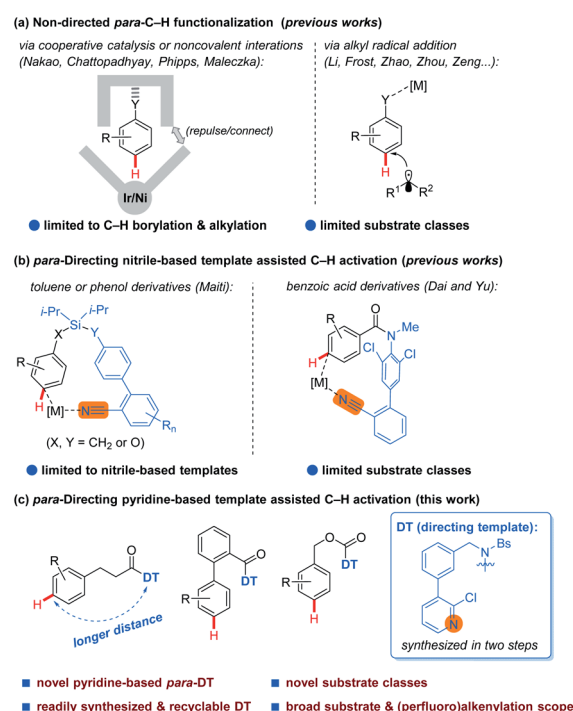 (a) Non-directed para-C–H functionalization (previous works)
via cooperative catalysis or noncovalent interations
(Nakao, Chattopadhyay, Phipps, Maleczka):
via alkyl radical addition
(Li, Frost, Zhao, Zhou, Zeng...):
Y
R
H
(repulse/connect)
Ir/Ni
Y
[M]
R
H
R1 R2
limited to C–H borylation & alkylation
limited substrate classes
(b) para-Directing nitrile-based template assisted C–H activation (previous works)
toluene or phenol derivatives (Maiti):
benzoic acid derivatives (Dai and Yu):
i-Pr i-Pr
Si
X Y
R
H
[M] N
Rn
(X, Y = CH2 or O)
R O
N Me
Cl Cl
H
[M]
N
limited to nitrile-based templates
limited substrate classes
(c) para-Directing pyridine-based template assisted C–H activation (this work)
R O
DT
H
longer distance
O
DT
R
H
O O
DT
R
H
DT (directing template):
Bs
N
Cl
N
synthesized in two steps
novel pyridine-based para-DT
novel substrate classes
readily synthesized & recyclable DT
broad substrate & (perfluoro)alkenylation scope